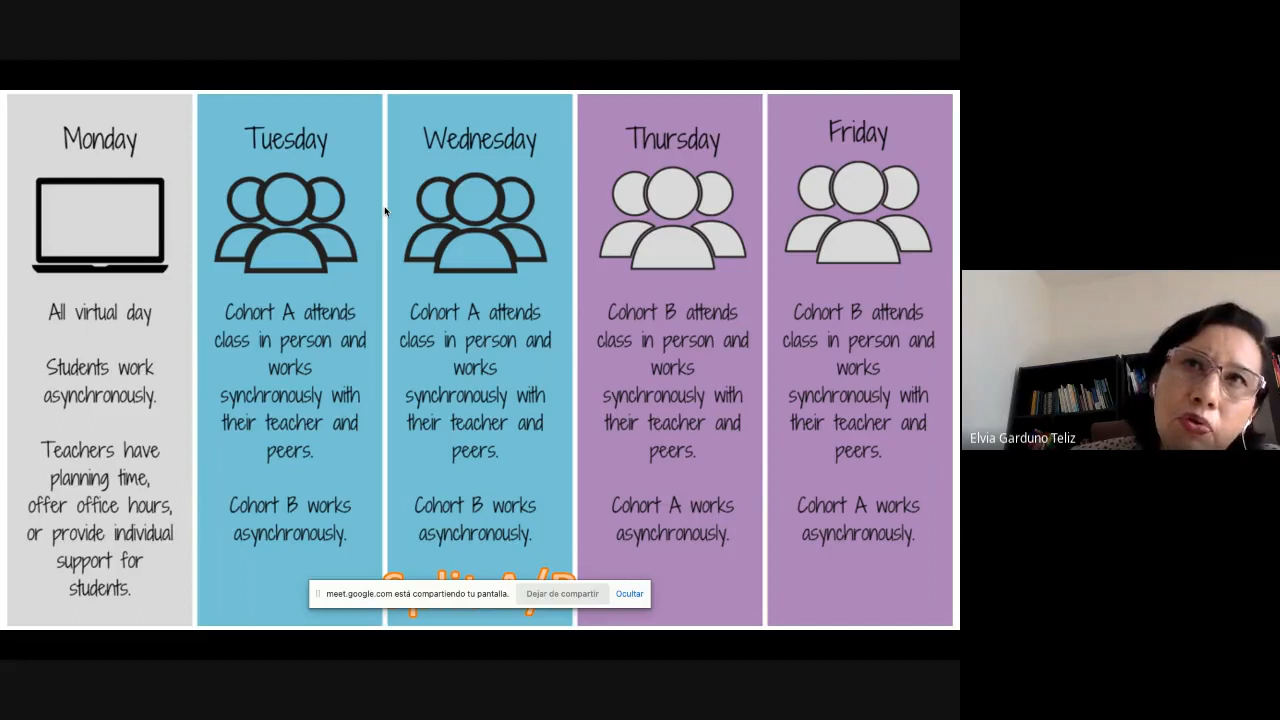 Monday
All virtual day
Students work
asynchronously.
Teachers have
planning time,
offer office hours,
or provide individual
support for
students.
Tuesday
Cohort A attends
class in person and
works
synchronously with
their teacher and
peers.
Cohort B works
asynchronously.
Wednesday
Cohort A attends
class in person and
works
synchronously with
their teacher and
peers.
Cohort B works
asynchronously.
Thursday
Cohort B attends
class in person and
works
synchronously with
their teacher and
peers.
Cohort A works
asynchronously.
Friday
Cohort B attends
class in person and
works
synchronously with
their teacher and
peers.
Cohort A works
asynchronously.
meet.google.com está compartiendo tu pantalla.
Dejar de compartir
Ocultar
Elvia Garduno Teliz